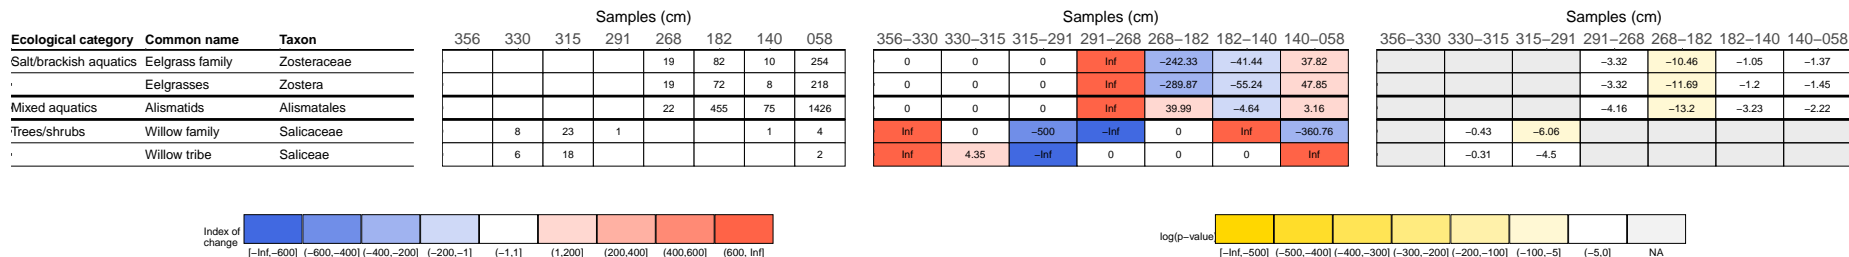 Samples (cm) Samples (cm) Samples (cm)
Ecological category Common name Taxon 356 330 315 291 268 182 140 058 356−330 330−315 315−291 291−268 268−182 182−140 140−058 356−330 330−315 315−291 291−268 268−182 182−140 140−058
Salt/brackish aquatics Eelgrass family Zosteraceae 19 82 10 254 0 0 0 Inf −242.33 −41.44 37.82 −3.32 −10.46 −1.05 −1.37
Eelgrasses Zostera 19 72 8 218 0 0 0 Inf −289.87 −55.24 47.85 −3.32 −11.69 −1.2 −1.45
Mixed aquatics Alismatids Alismatales 22 455 75 1426 0 0 0 Inf 39.99 −4.64 3.16 −4.16 −13.2 −3.23 −2.22
Trees/shrubs Willow family Salicaceae 8 23 1 1 4 Inf 0 −500 −Inf 0 Inf −360.76 −0.43 −6.06
Willow tribe Saliceae 6 18 2 Inf 4.35 −Inf 0 0 0 Inf −0.31 −4.5
Index of
change
[−Inf,−600] (−600,−400] (−400,−200] (−200,−1] (−1,1] (1,200] (200,400] (400,600] (600, Inf]
log(p−value)
[−Inf,−500] (−500,−400] (−400,−300] (−300,−200] (−200,−100] (−100,−5] (−5,0] NA